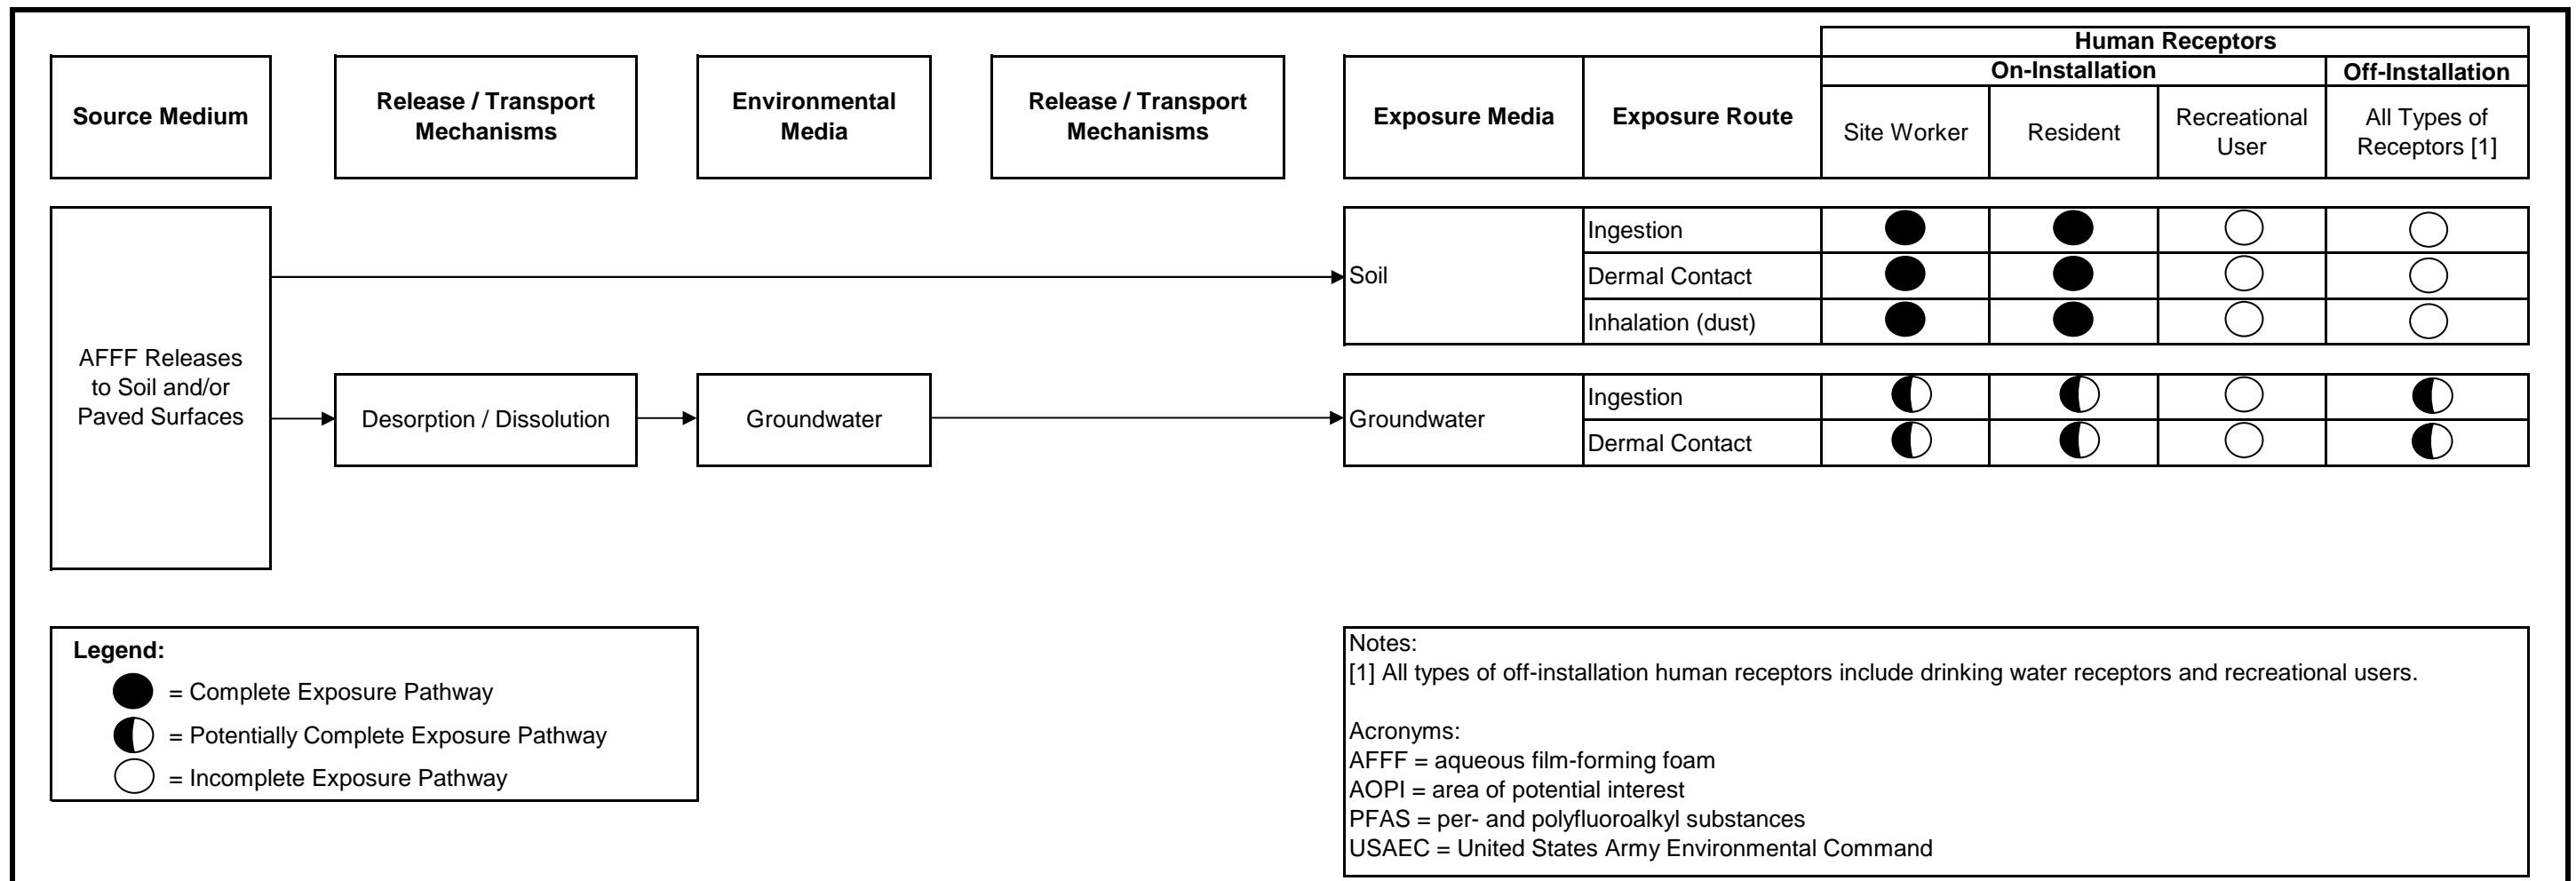 Human Receptors
On-Installation
Off-Installation
Source Medium
Release / Transport
Mechanisms
Environmental
Media
Release / Transport
Mechanisms
Exposure Media
Exposure Route
Site Worker
Resident
Recreational
User
All Types of
Receptors [1]
AFFF Releases
to Soil and/or
Paved Surfaces
Soil
Ingestion
Dermal Contact
Inhalation (dust)
Desorption / Dissolution
Groundwater
Groundwater
Ingestion
Dermal Contact
Legend:
= Complete Exposure Pathway
= Potentially Complete Exposure Pathway
= Incomplete Exposure Pathway
Notes:
[1] All types of off-installation human receptors include drinking water receptors and recreational users.
Acronyms:
AFFF = aqueous film-forming foam
AOPI = area of potential interest
PFAS = per- and polyfluoroalkyl substances
USAEC = United States Army Environmental Command